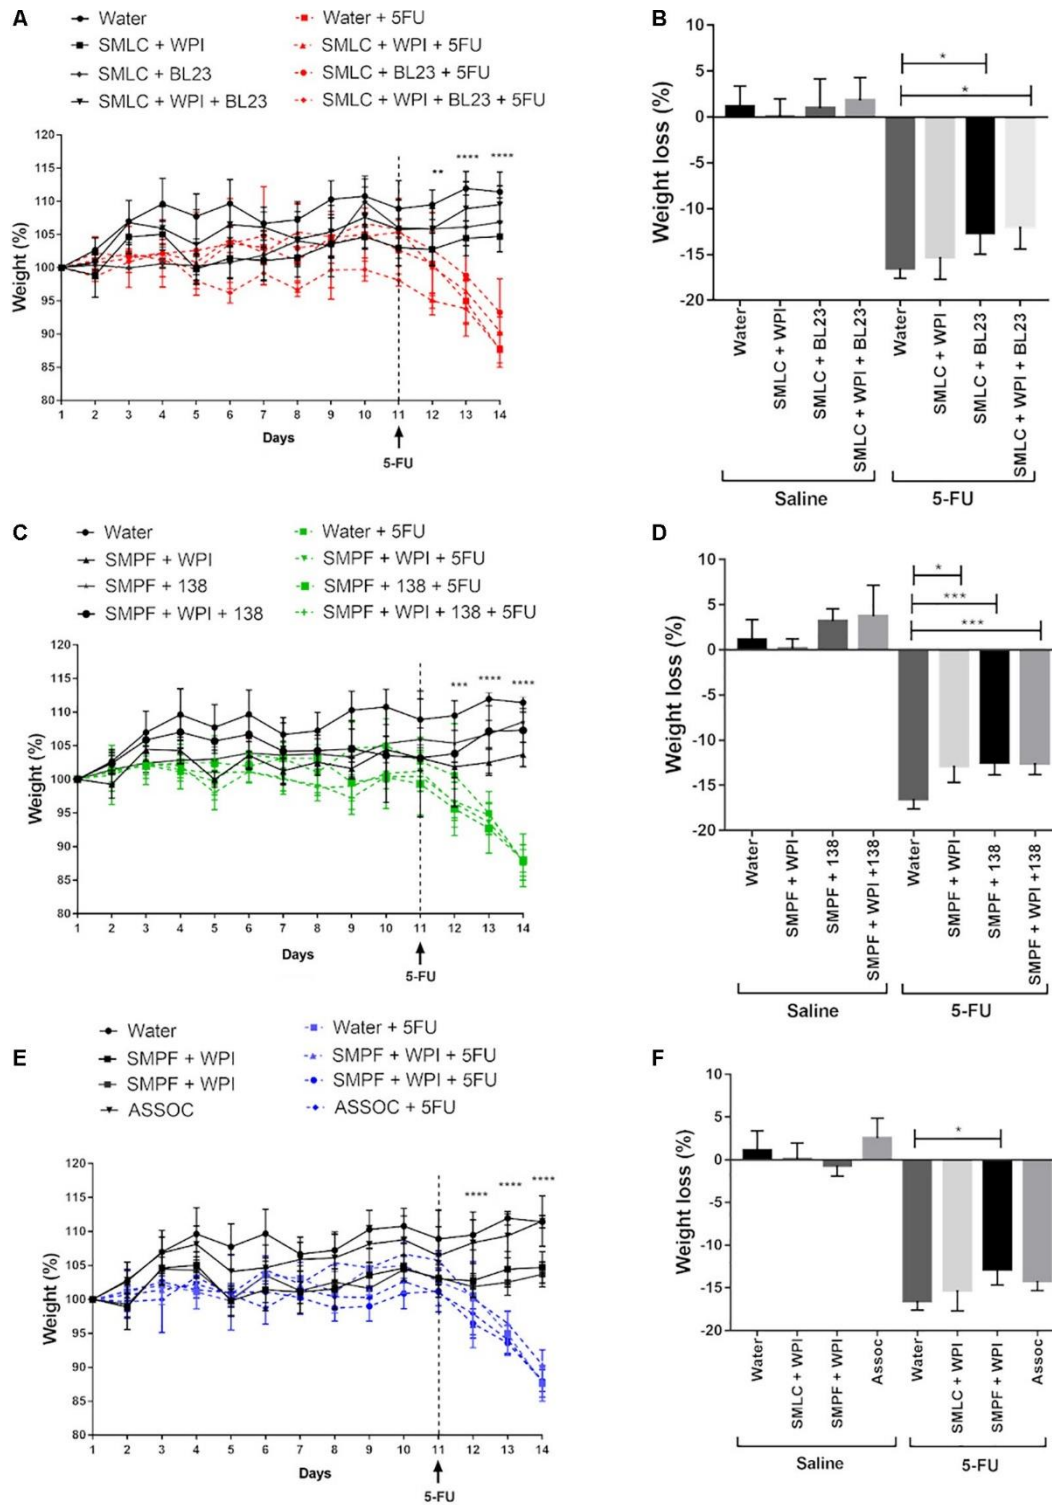 A
Water
SMLC + WPI
SMLC + BL23
SMLC + WPI + BL23
Water + 5FU
SMLC + WPI + 5FU
SMLC + BL23 + 5FU
SMLC + WPI + BL23 + 5FU
Weight (%)
120
115
110
105
100
95
90
85
80
** **** ****
1 2 3 4 5 6 7 8 9 10 11 12 13 14
Days
5-FU
B
Weight loss (%)
10
5
0
-5
-10
-15
-20
*
*
Water
SMLC + WPI
SMLC + BL23
SMLC + WPI + BL23
Water
SMLC + WPI
SMLC + BL23
SMLC + WPI + BL23
Saline
5-FU
C
Water
SMPF + WPI
SMPF + 138
SMPF + WPI + 138
Water + 5FU
SMPF + WPI + 5FU
SMPF + 138 + 5FU
SMPF + WPI + 138 + 5FU
Weight (%)
120
115
110
105
100
95
90
85
80
*** **** ****
1 2 3 4 5 6 7 8 9 10 11 12 13 14
Days
5-FU
D
Weight loss (%)
10
5
0
-5
-10
-15
-20
*
***
***
Water
SMPF + WPI
SMPF + 138
SMPF + WPI +138
Water
SMPF + WPI
SMPF + 138
SMPF + WPI +138
Saline
5-FU
E
Water
SMPF + WPI
SMPF + WPI
ASSOC
Water + 5FU
SMPF + WPI + 5FU
SMPF + WPI + 5FU
ASSOC + 5FU
Weight (%)
120
115
110
105
100
95
90
85
80
**** **** ****
1 2 3 4 5 6 7 8 9 10 11 12 13 14
Days
5-FU
F
Weight loss (%)
10
5
0
-5
-10
-15
-20
*
Water
SMLC + WPI
SMPF + WPI
Assoc
Water
SMLC + WPI
SMPF + WPI
Assoc
Saline
5-FU